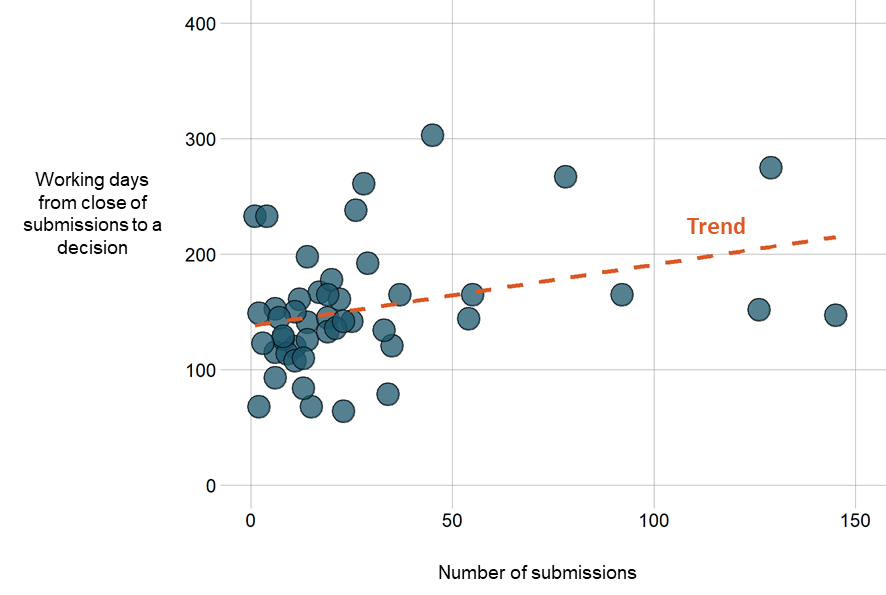 400
300
Working days
from close of
submissions to a
decision
Trend
200
100
0
0 50 100 150
Number of submissions